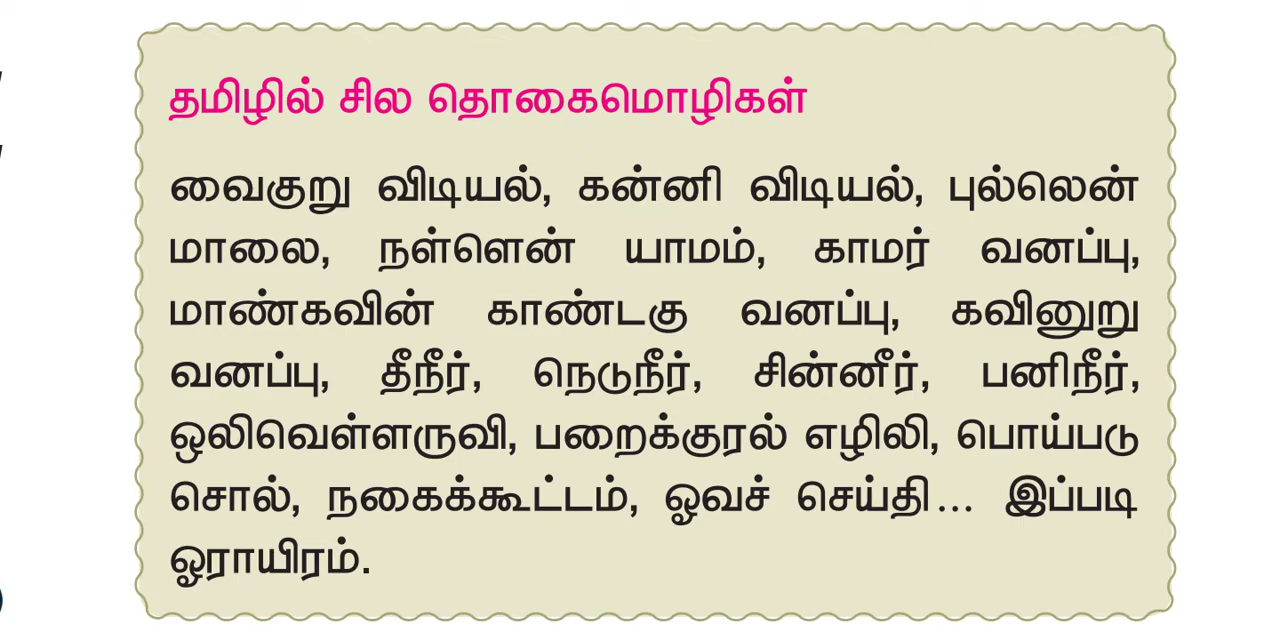 தமிழில் சில தொகைமொழிகள்
வைகுறு விடியல், கன்னி விடியல், புல்லென்
மாலை, நள்ளென் யாமம், காமர் வனப்பு,
மாண்கவின் காண்டகு வனப்பு, கவினுறு
வனப்பு, தீநீர், நெடுநீர், சின்னீர், பனிநீர்,
ஒலிவெள்ளருவி, பறைக்குரல் எழிலி, பொய்படு
சொல், நகைக்கூட்டம், ஓவச் செய்தி... இப்படி
ஓராயிரம்.